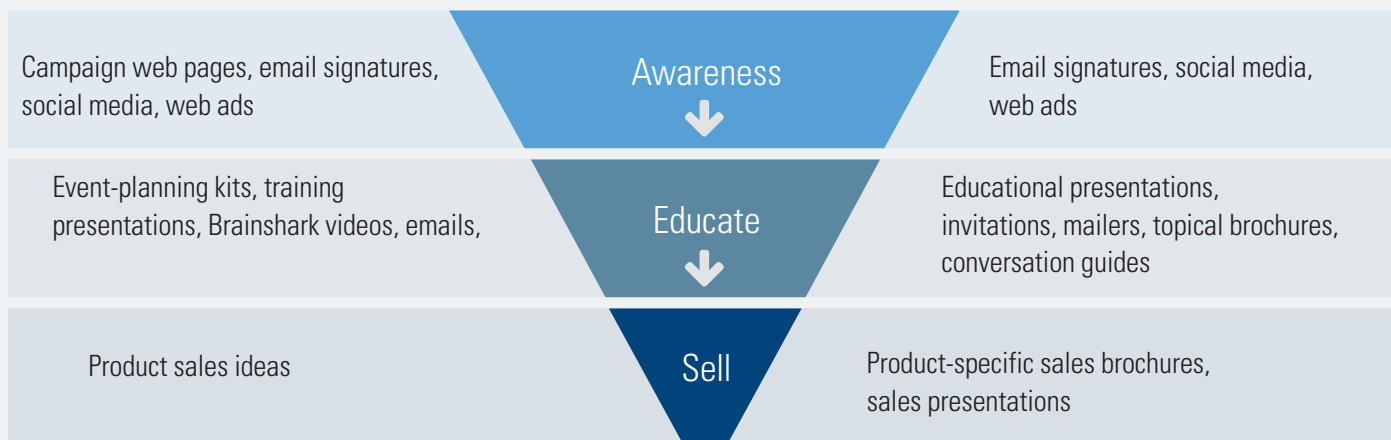 Campaign web pages, email signatures,
social media, web ads
Awareness
Email signatures, social media,
web ads
Event-planning kits, training
presentations, Brainshark videos, emails,
Educate
Educational presentations,
invitations, mailers, topical brochures,
conversation guides
Product sales ideas
Sell
Product-specific sales brochures,
sales presentations